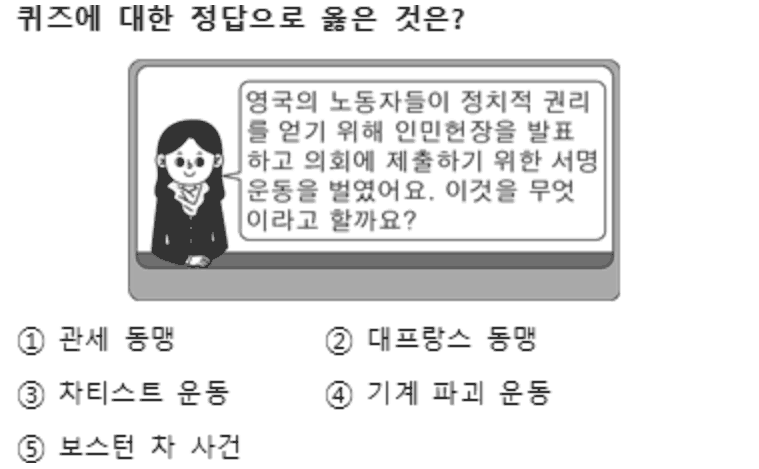 퀴즈에 대한 정답으로 옳은 것은?
영국의 노동자들이 정치적 권리
를 얻기 위해 인민헌장을 발표
하고 의회에 제출하기 위한 서명
운동을 벌였어요. 이것을 무엇
이라고 할까요?
① 관세 동맹 ② 대프랑스 동맹
③ 차티스트 운동 ④ 기계 파괴 운동
⑤ 보스턴 차 사건